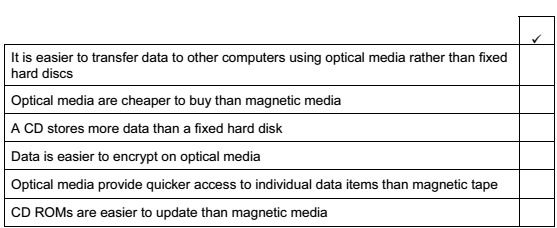 ✓
It is easier to transfer data to other computers using optical media rather than fixed
hard discs
Optical media are cheaper to buy than magnetic media
A CD stores more data than a fixed hard disk
Data is easier to encrypt on optical media
Optical media provide quicker access to individual data items than magnetic tape
CD ROMs are easier to update than magnetic media